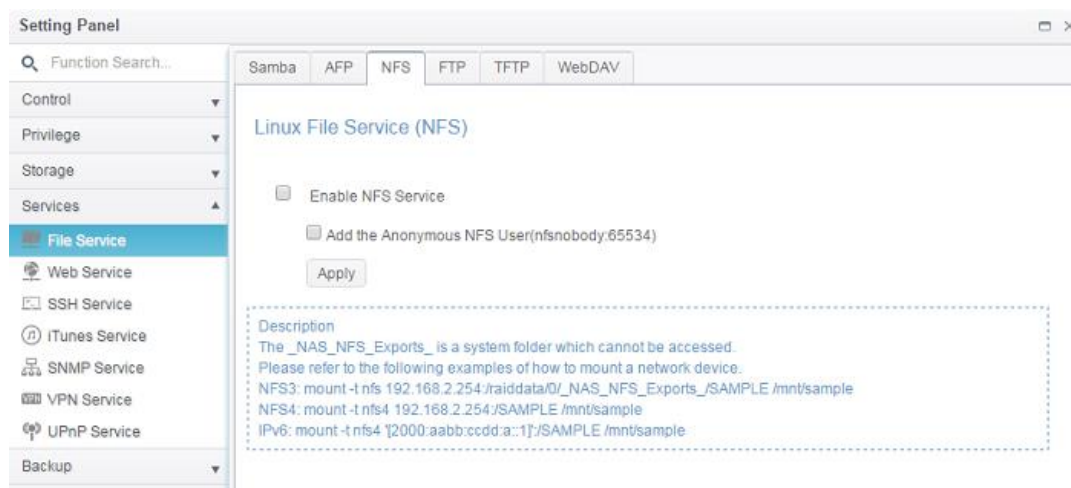 Setting Panel
Function Search...
Samba AFP NFS FTP TFTP WebDAV
Control
Privilege
Storage
Services
File Service
Web Service
SSH Service
iTunes Service
SNMP Service
VPN Service
UPnP Service
Backup
Linux File Service (NFS)
Enable NFS Service
Add the Anonymous NFS User(nfsnobody:65534)
Apply
Description
The _NAS_NFS_Exports_ is a system folder which cannot be accessed.
Please refer to the following examples of how to mount a network device.
NFS3: mount -t nfs 192.168.2.254:/raiddata/0/_NAS_NFS_Exports_/SAMPLE /mnt/sample
NFS4: mount -t nfs4 192.168.2.254:/SAMPLE /mnt/sample
IPv6: mount -t nfs4 '[2000:aabb:ccdd:a::1]':/SAMPLE /mnt/sample